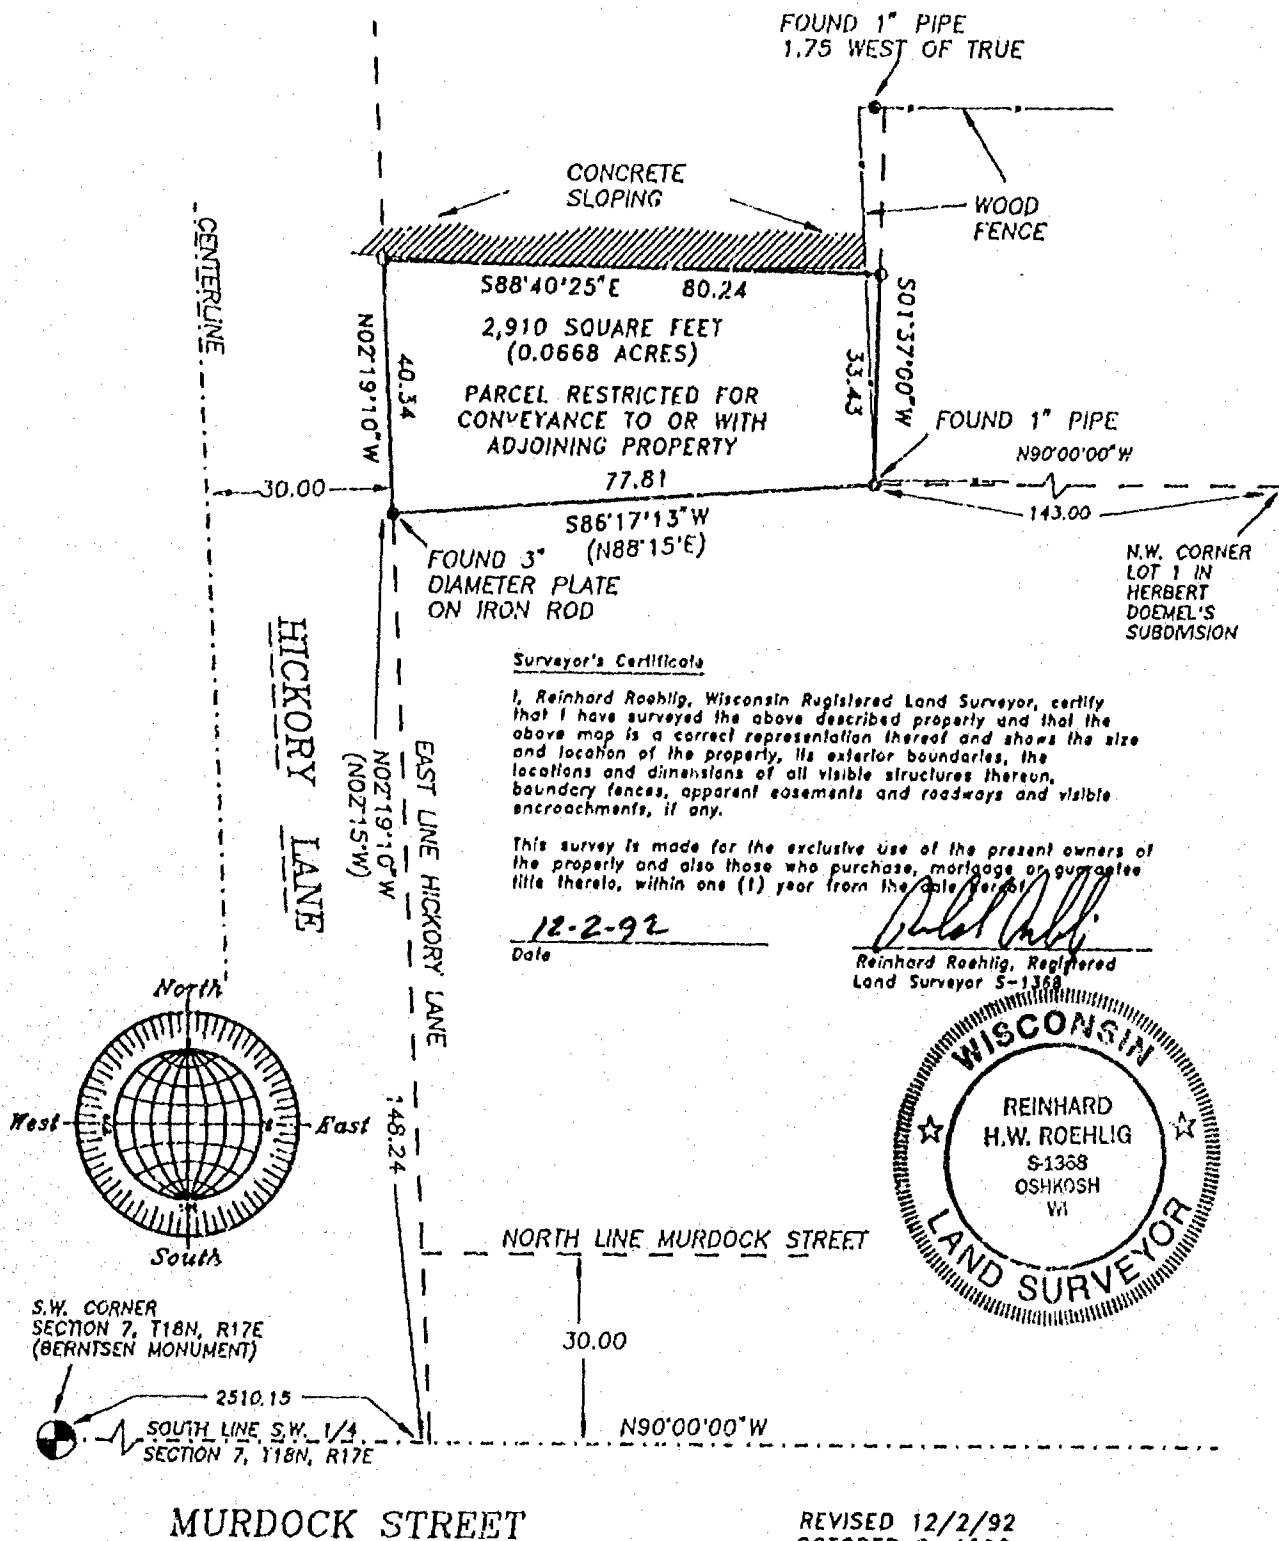 FOUND 1" PIPE
1.75 WEST OF TRUE
CONCRETE
SLOPING
WOOD
FENCE
CENTERLINE
S88°40'25"E 80.24
2,910 SQUARE FEET
(0.0668 ACRES)
PARCEL RESTRICTED FOR
CONVEYANCE TO OR WITH
ADJOINING PROPERTY
N02°19'10"W
40.34
33.43
S01°37'00"W
FOUND 1" PIPE
N90°00'00"W
77.81
30.00
143.00
S86°17'13"W
(N88°15'E)
FOUND 3"
DIAMETER PLATE
ON IRON ROD
N.W. CORNER
LOT 1 IN
HERBERT
DOEMEL'S
SUBDIVISION
HICKORY LANE
N02°19'10"W
(N02°15'W)
EAST LINE HICKORY LANE
Surveyor's Certificate
I, Reinhard Roehlig, Wisconsin Registered Land Surveyor, certify
that I have surveyed the above described property and that the
above map is a correct representation thereof and shows the size
and location of the property, its exterior boundaries, the
locations and dimensions of all visible structures thereon,
boundary fences, apparent easements and roadways and visible
encroachments, if any.
This survey is made for the exclusive use of the present owners of
the property and also those who purchase, mortgage or guarantee
title thereto, within one (1) year from the date hereof.
12-2-92
Date
Reinhard Roehlig, Registered
Land Surveyor S-1368
North
West
East
South
148.24
WISCONSIN
REINHARD
H.W. ROEHLIG
S-1368
OSHKOSH
WI
LAND SURVEYOR
NORTH LINE MURDOCK STREET
S.W. CORNER
SECTION 7, T18N, R17E
(BERNTSEN MONUMENT)
30.00
2510.15
SOUTH LINE S.W. 1/4
SECTION 7, T18N, R17E
N90°00'00"W
MURDOCK STREET
REVISED 12/2/92